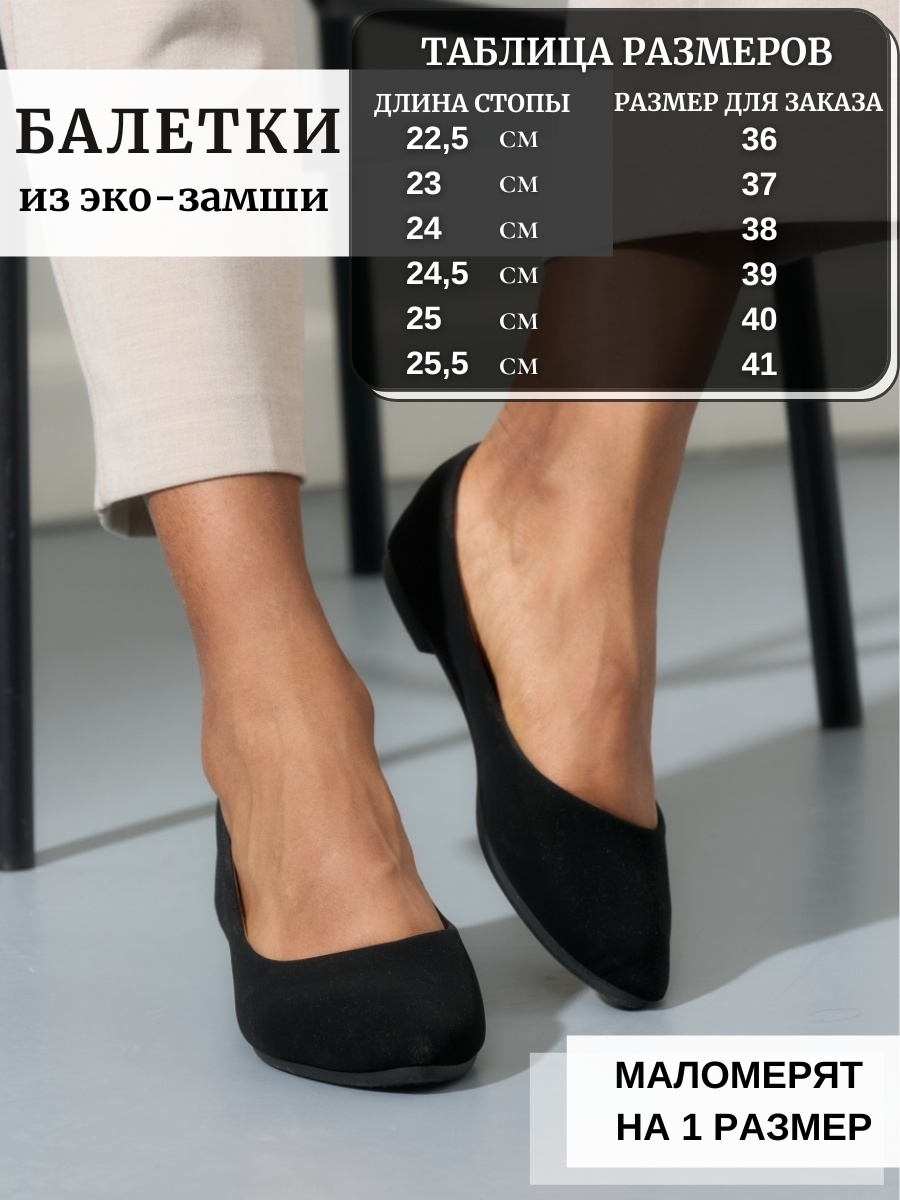 БАЛЕТКИ
из эко-замши
ТАБЛИЦА РАЗМЕРОВ
ДЛИНА СТОПЫ РАЗМЕР ДЛЯ ЗАКАЗА
22,5 см 36
23 см 37
24 см 38
24,5 см 39
25 см 40
25,5 см 41
МАЛОМЕРЯТ
НА 1 РАЗМЕР